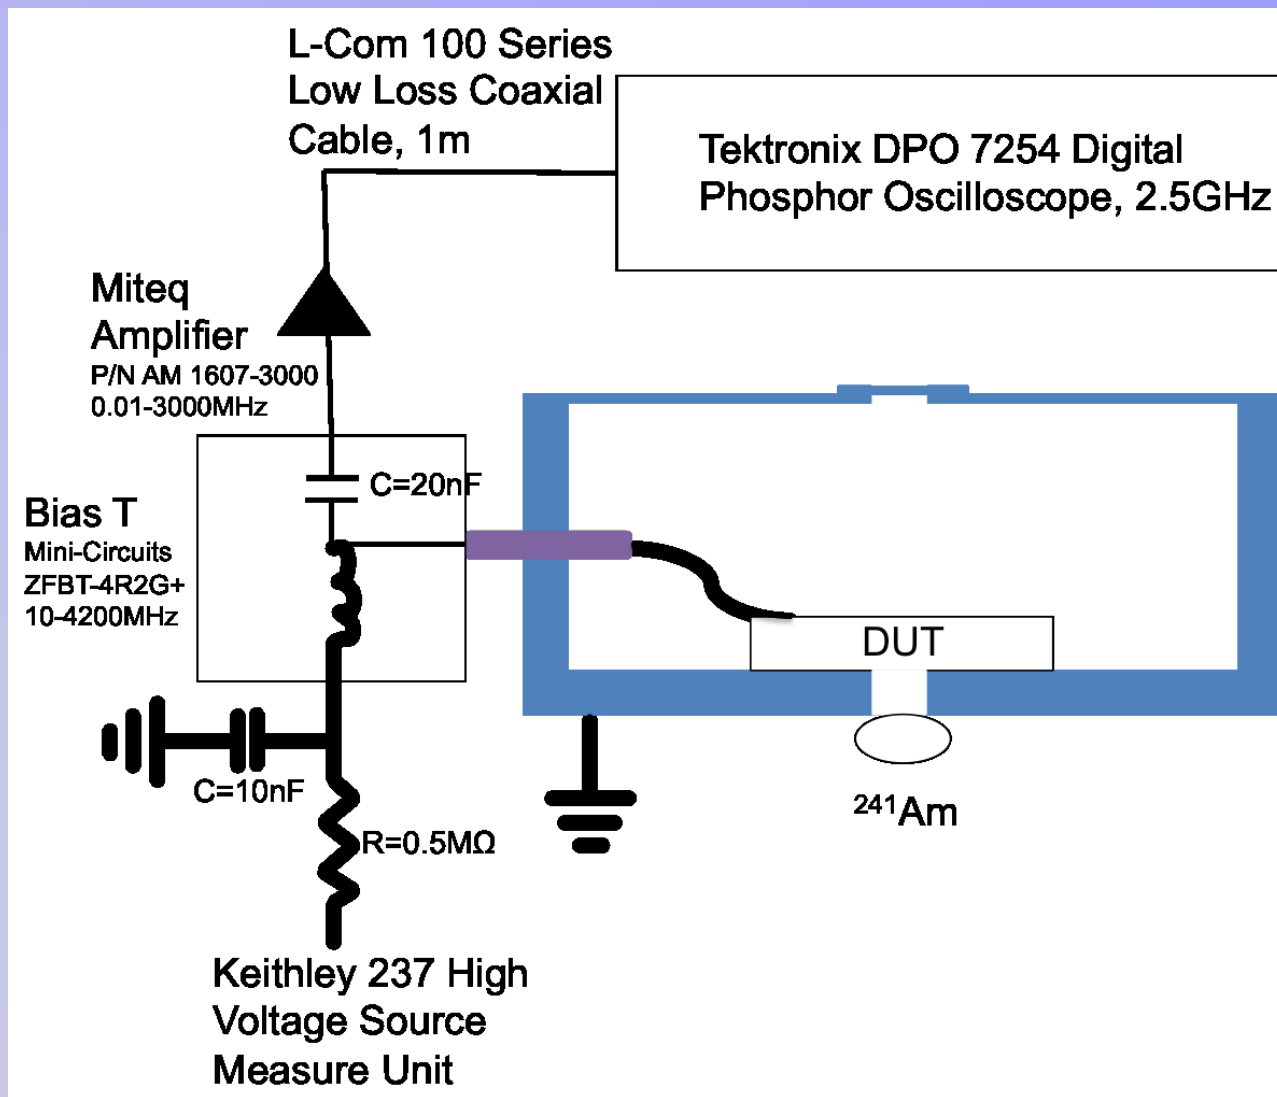 L-Com 100 Series
Low Loss Coaxial
Cable, 1m
Tektronix DPO 7254 Digital
Phosphor Oscilloscope, 2.5GHz
Miteq
Amplifier
P/N AM 1607-3000
0.01-3000MHz
C=20nF
Bias T
Mini-Circuits
ZFBT-4R2G+
10-4200MHz
DUT
C=10nF
²⁴¹Am
R=0.5MΩ
Keithley 237 High
Voltage Source
Measure Unit